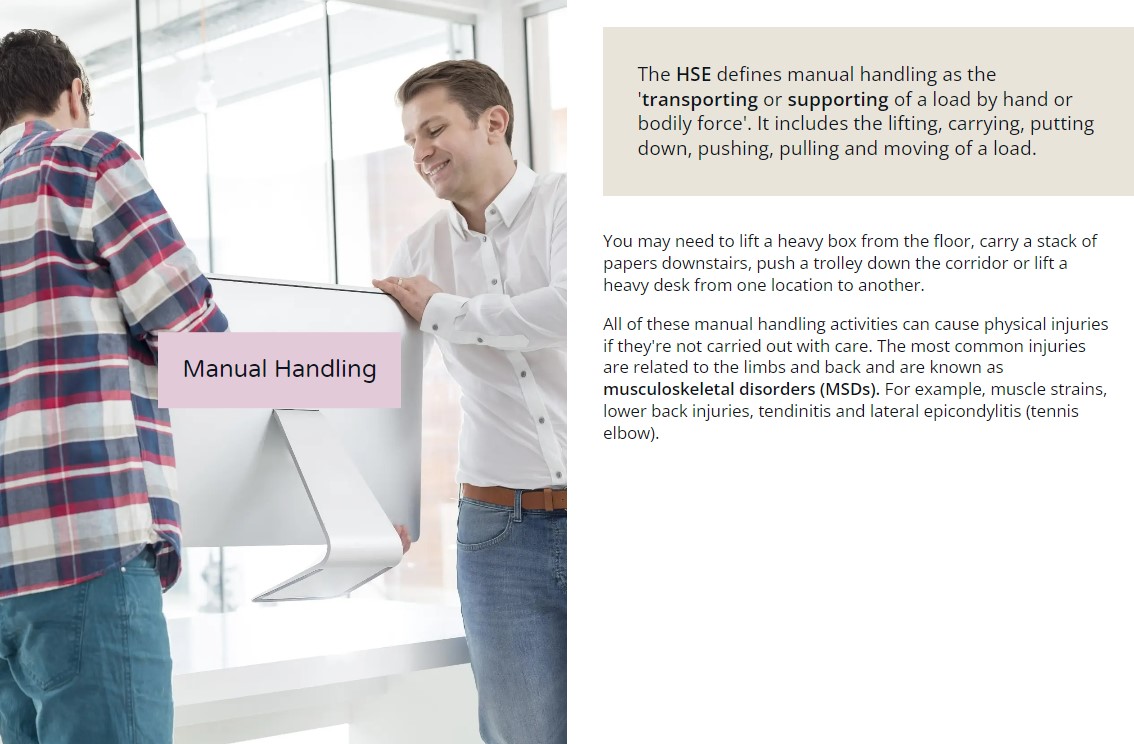 Manual Handling
The HSE defines manual handling as the
'transporting or supporting of a load by hand or
bodily force'. It includes the lifting, carrying, putting
down, pushing, pulling and moving of a load.
You may need to lift a heavy box from the floor, carry a stack of
papers downstairs, push a trolley down the corridor or lift a
heavy desk from one location to another.
All of these manual handling activities can cause physical injuries
if they're not carried out with care. The most common injuries
are related to the limbs and back and are known as
musculoskeletal disorders (MSDs). For example, muscle strains,
lower back injuries, tendinitis and lateral epicondylitis (tennis
elbow).